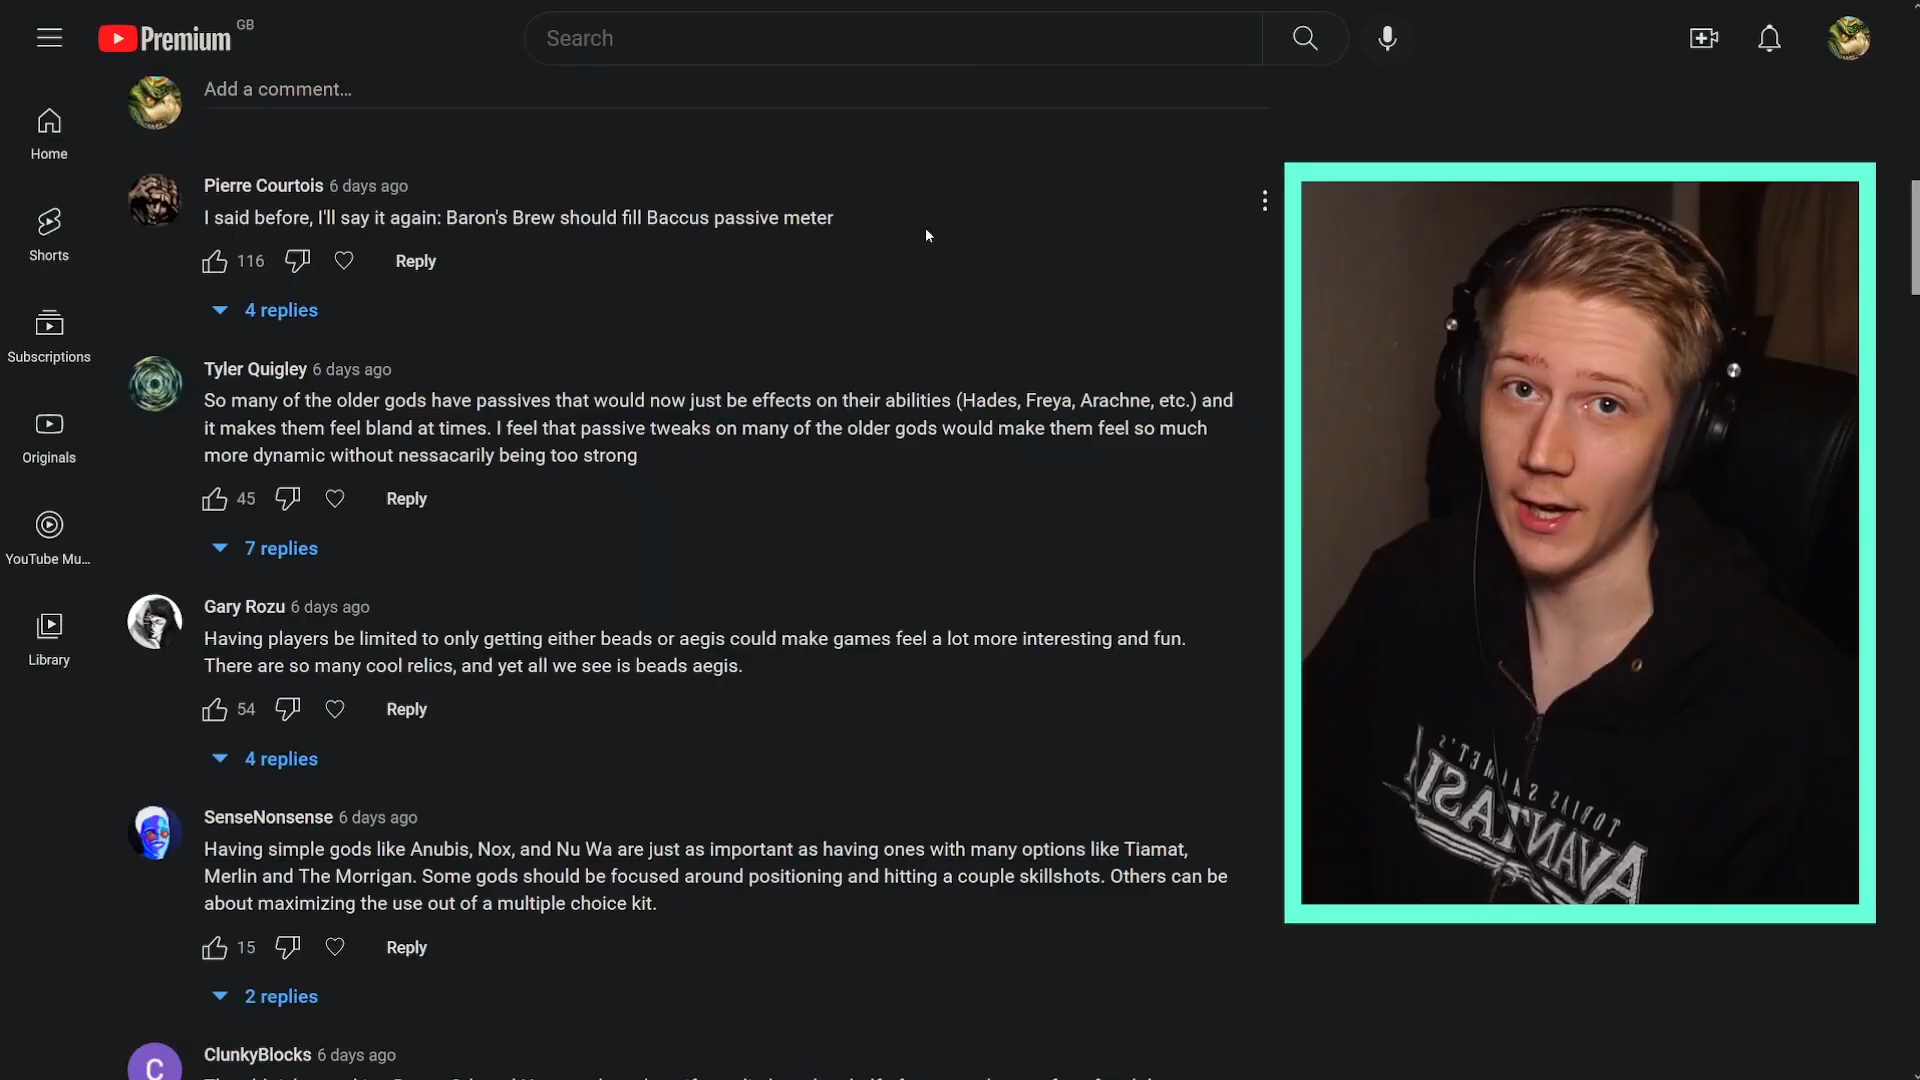 Premium GB
Search
Add a comment...
Home
Shorts
Subscriptions
Originals
YouTube Mu...
Library
Pierre Courtois 6 days ago
I said before, I'll say it again: Baron's Brew should fill Baccus passive meter
116 Reply
4 replies
Tyler Quigley 6 days ago
So many of the older gods have passives that would now just be effects on their abilities (Hades, Freya, Arachne, etc.) and
it makes them feel bland at times. I feel that passive tweaks on many of the older gods would make them feel so much
more dynamic without nessacarily being too strong
45 Reply
7 replies
Gary Rozu 6 days ago
Having players be limited to only getting either beads or aegis could make games feel a lot more interesting and fun.
There are so many cool relics, and yet all we see is beads aegis.
54 Reply
4 replies
SenseNonsense 6 days ago
Having simple gods like Anubis, Nox, and Nu Wa are just as important as having ones with many options like Tiamat,
Merlin and The Morrigan. Some gods should be focused around positioning and hitting a couple skillshots. Others can be
about maximizing the use out of a multiple choice kit.
15 Reply
2 replies
C
ClunkyBlocks 6 days ago
TOBIAS SAMMET'S
AVANTASIA